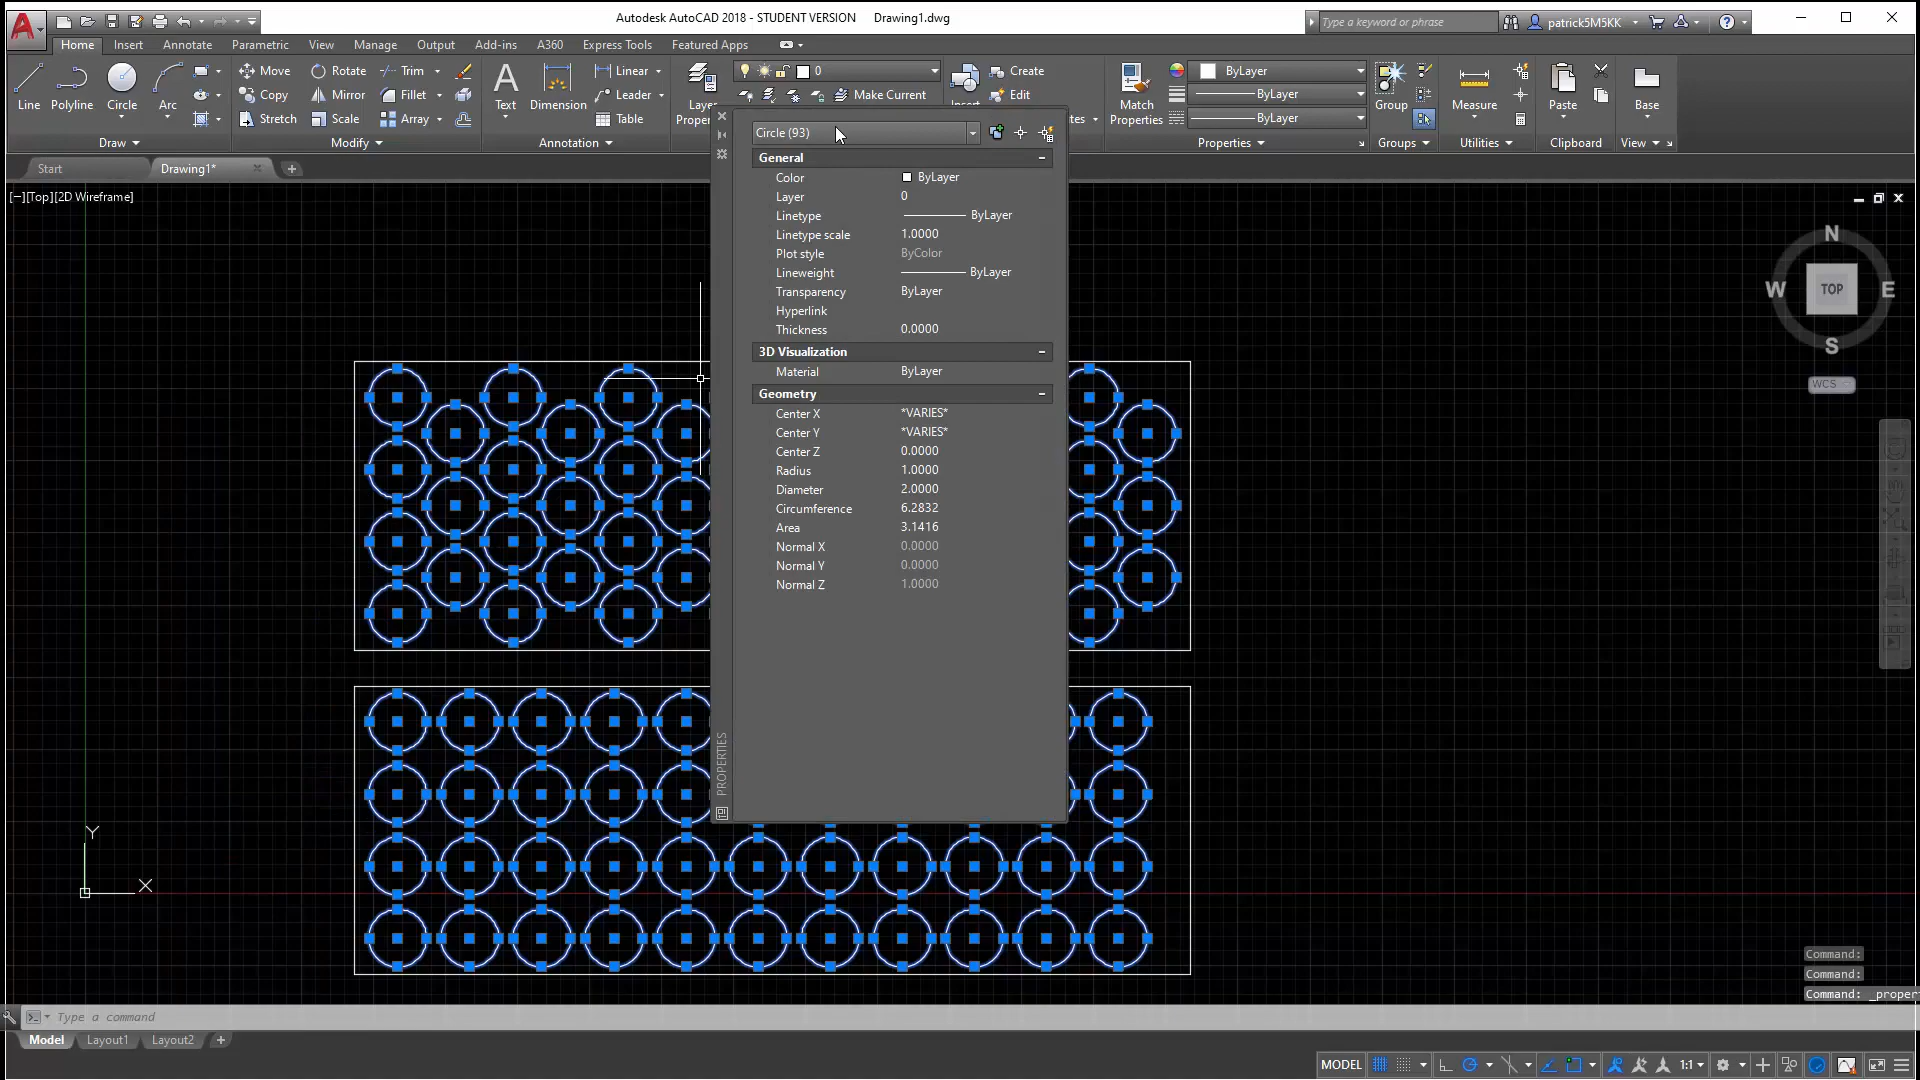 Autodesk AutoCAD 2018 - STUDENT VERSION Drawing1.dwg
Type a keyword or phrase
patrick5M5KK
Home Insert Annotate Parametric View Manage Output Add-ins A360 Express Tools Featured Apps
Line Polyline Circle Arc
Move Rotate Trim
Copy Mirror Fillet
Stretch Scale Array
Text Dimension
Linear
Leader
Table
Layer
0
Make Current
Create
Edit
Match
Properties
ByLayer
ByLayer
ByLayer
Group
Measure
Paste
Base
Draw Modify Annotation Properties Groups Utilities Clipboard View
Start Drawing1*
[−][Top][2D Wireframe]
Circle (93)
General
Color ByLayer
Layer 0
Linetype ByLayer
Linetype scale 1.0000
Plot style ByColor
Lineweight ByLayer
Transparency ByLayer
Hyperlink
Thickness 0.0000
3D Visualization
Material ByLayer
Geometry
Center X *VARIES*
Center Y *VARIES*
Center Z 0.0000
Radius 1.0000
Diameter 2.0000
Circumference 6.2832
Area 3.1416
Normal X 0.0000
Normal Y 0.0000
Normal Z 1.0000
PROPERTIES
N
W TOP E
S
WCS
Y
X
Command:
Command:
Command: _proper
Type a command
Model Layout1 Layout2
MODEL 1:1